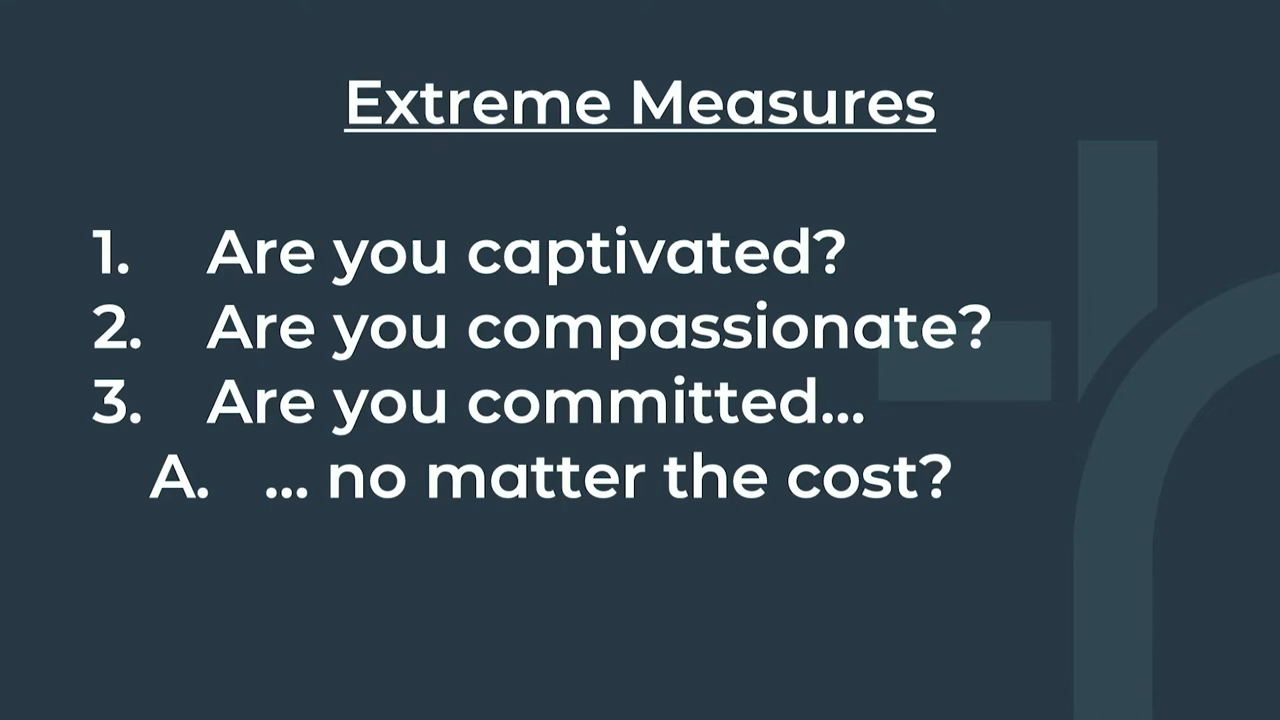 Extreme Measures
1. Are you captivated?
2. Are you compassionate?
3. Are you committed...
A. ... no matter the cost?